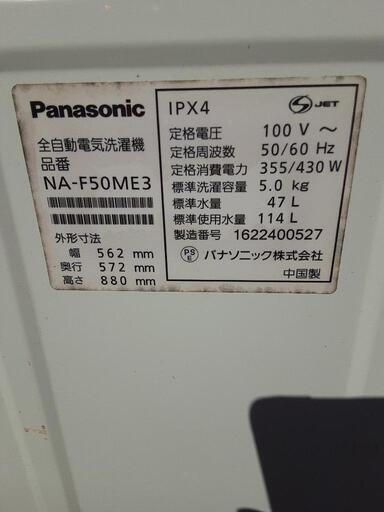 Panasonic
全自動電気洗濯機
品番
NA-F50ME3
外形寸法
幅 562 mm
奥行 572 mm
高さ 880 mm
IPX4
S JET
定格電圧 100 V ～
定格周波数 50/60 Hz
定格消費電力 355/430 W
標準洗濯容量 5.0 kg
標準水量 47 L
標準使用水量 114 L
製造番号 1622400527
PS E パナソニック株式会社
中国製